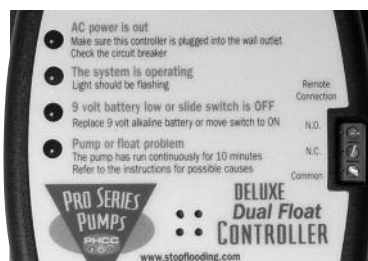 AC power is out
Make sure this controller is plugged into the wall outlet
Check the circuit breaker
The system is operating
Light should be flashing
9 volt battery low or slide switch is OFF
Replace 9 volt alkaline battery or move switch to ON
Pump or float problem
The pump has run continuously for 10 minutes
Refer to the instructions for possible causes
Remote
Connection
N.O.
N.C.
Common
PRO SERIES
PUMPS
PHCC
DELUXE
Dual Float
CONTROLLER
www.stopflooding.com